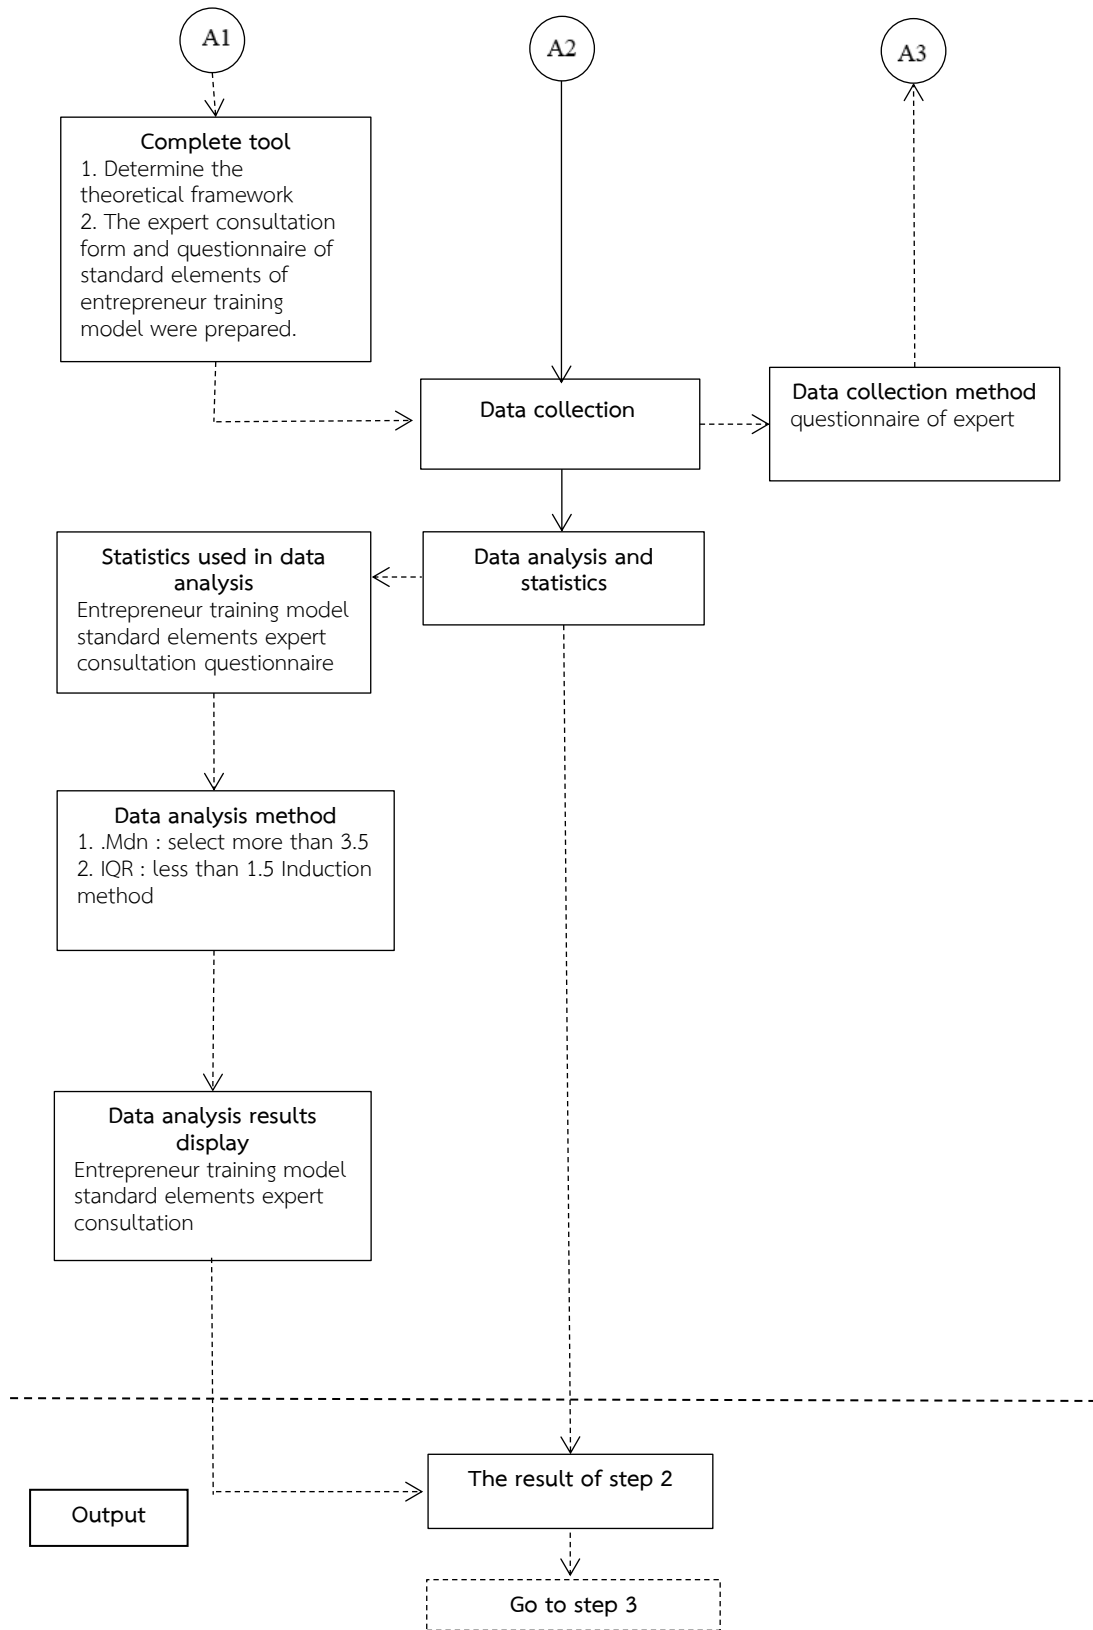 A1
A2
A3
Complete tool
1. Determine the
theoretical framework
2. The expert consultation
form and questionnaire of
standard elements of
entrepreneur training
model were prepared.
Data collection
Data collection method
questionnaire of expert
Statistics used in data
analysis
Entrepreneur training model
standard elements expert
consultation questionnaire
Data analysis and
statistics
Data analysis method
1. .Mdn : select more than 3.5
2. IQR : less than 1.5 Induction
method
Data analysis results
display
Entrepreneur training model
standard elements expert
consultation
The result of step 2
Output
Go to step 3